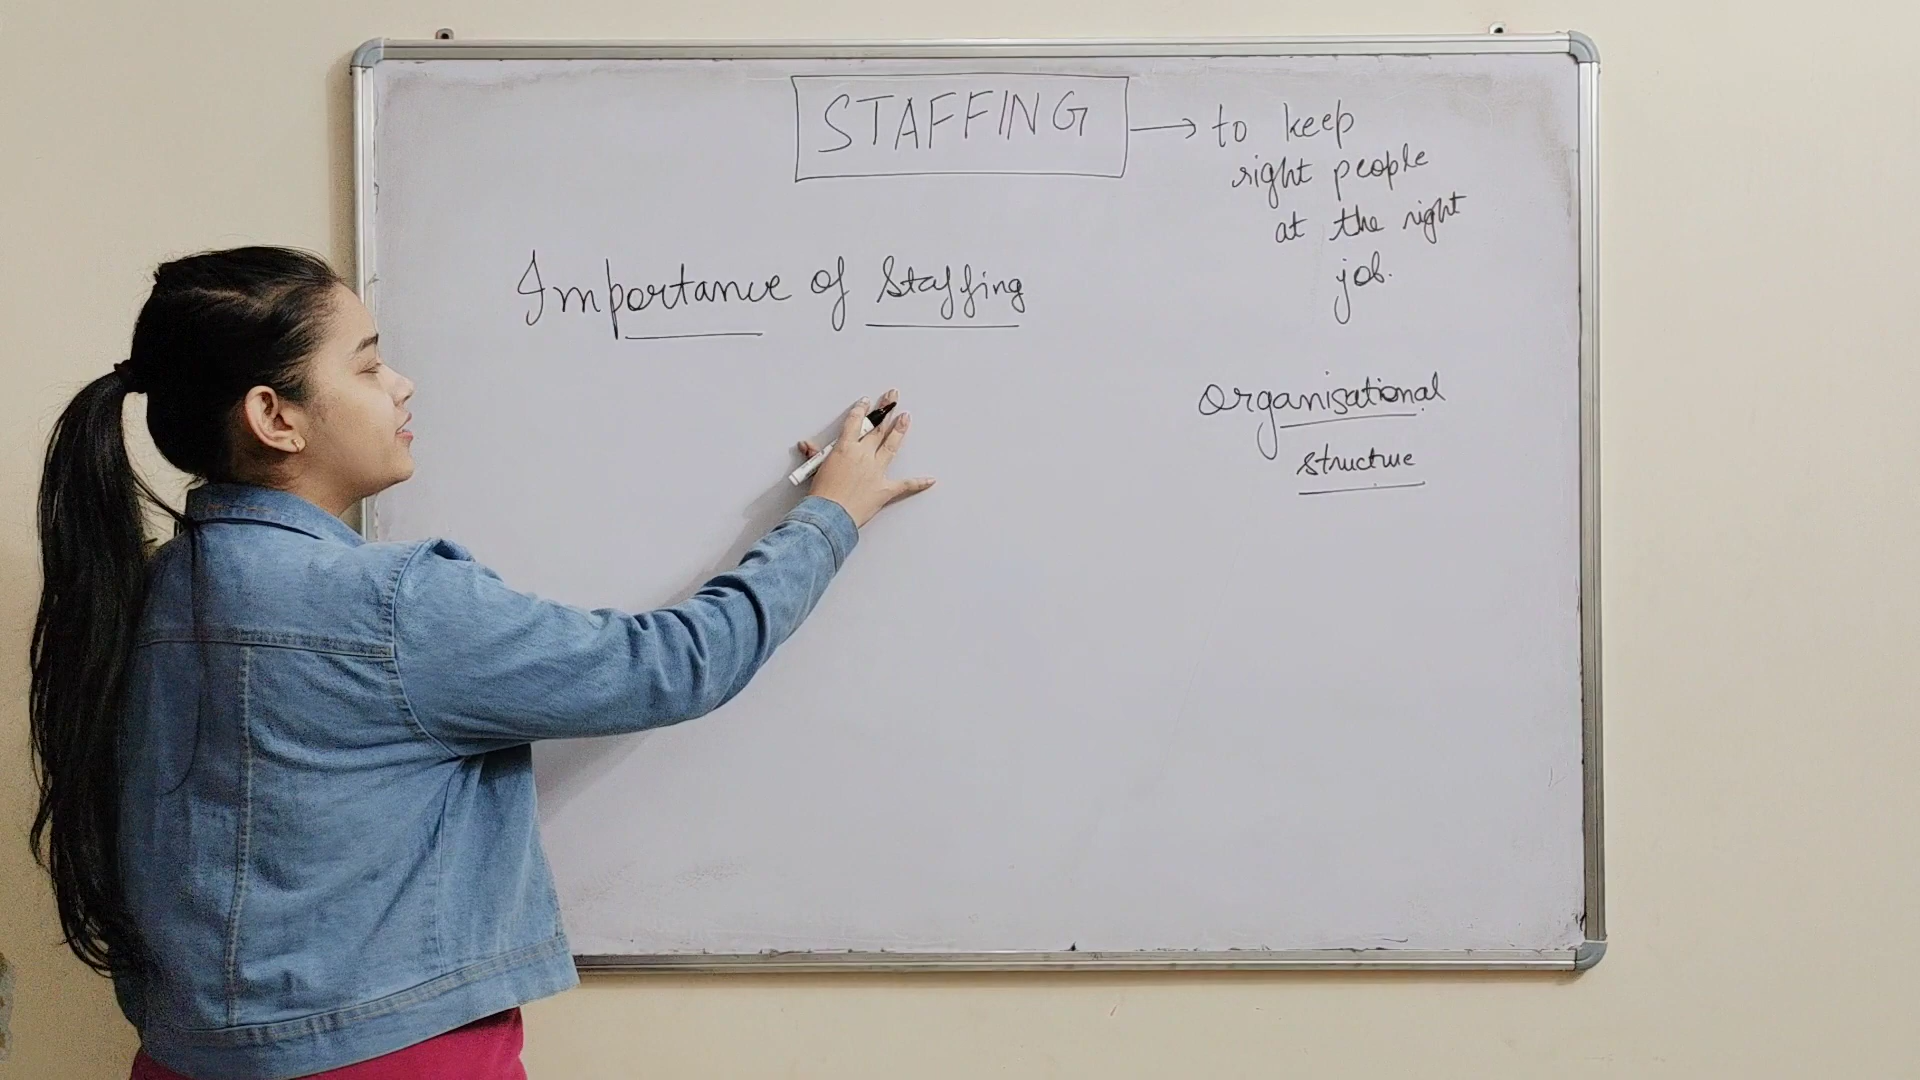 STAFFING → to keep
right people
at the right
job.
Importance of Staffing
Organisational
structure